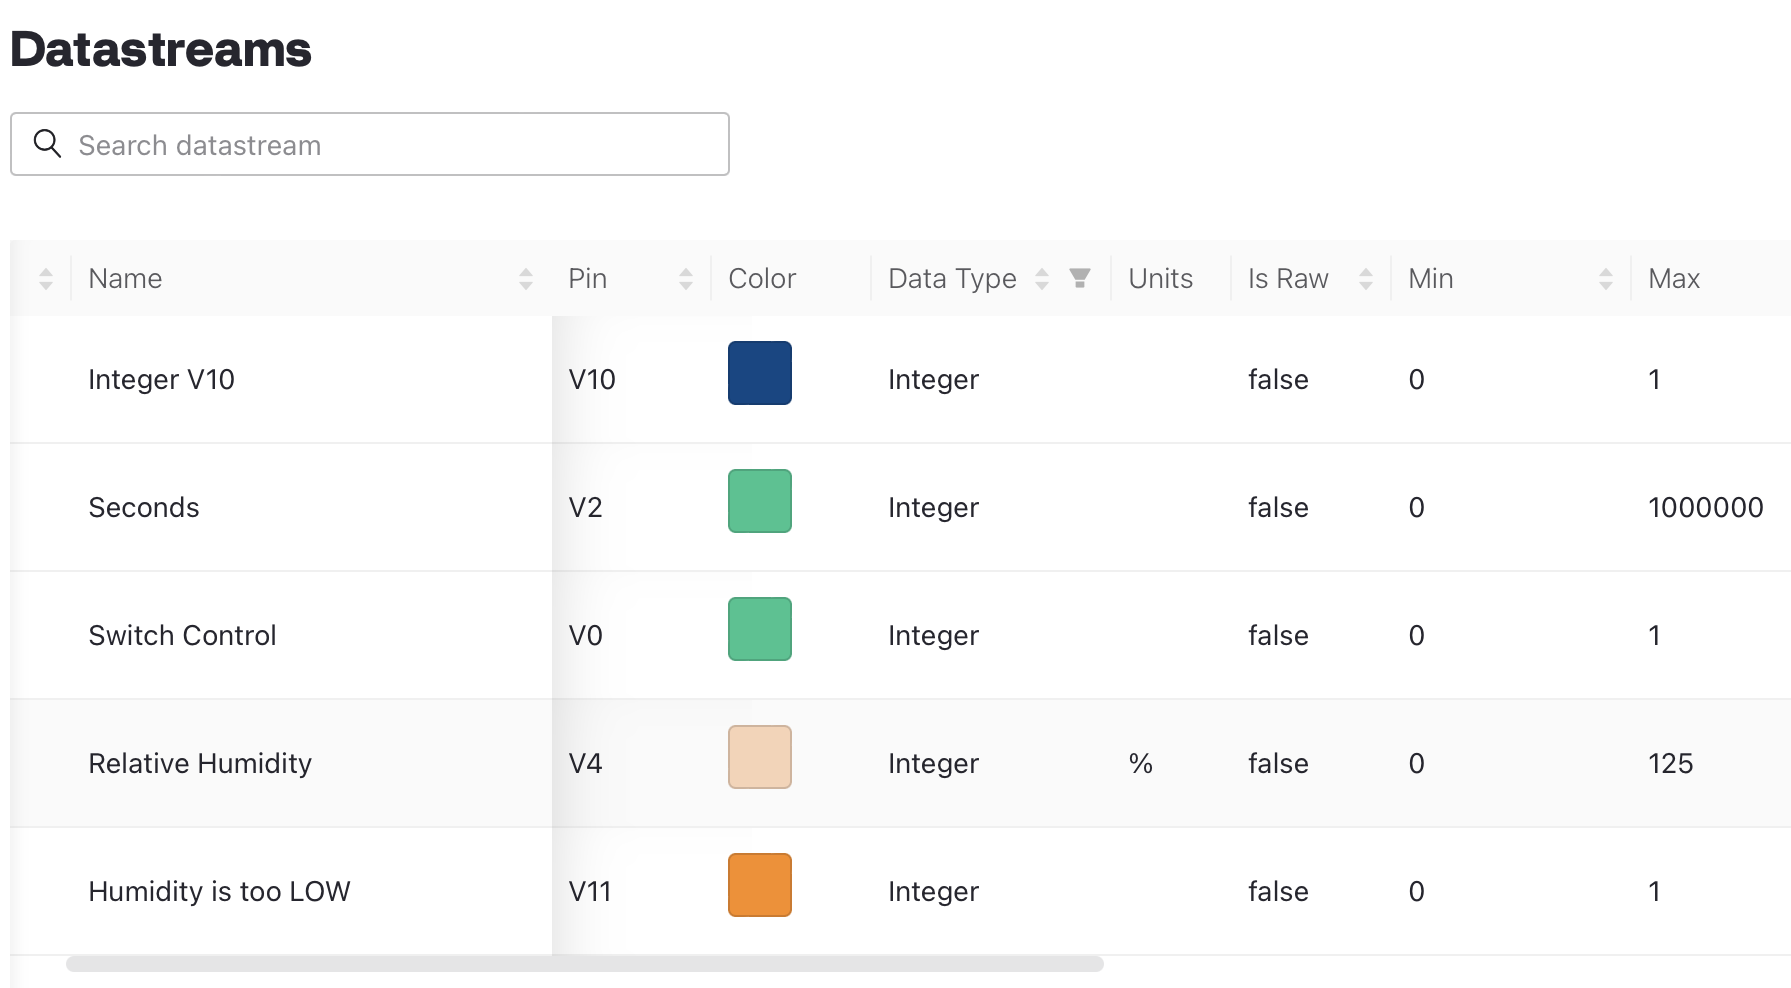 Datastreams
Search datastream
Name Pin Color Data Type Units Is Raw Min Max
Integer V10 V10 Integer false 0 1
Seconds V2 Integer false 0 1000000
Switch Control V0 Integer false 0 1
Relative Humidity V4 Integer % false 0 125
Humidity is too LOW V11 Integer false 0 1